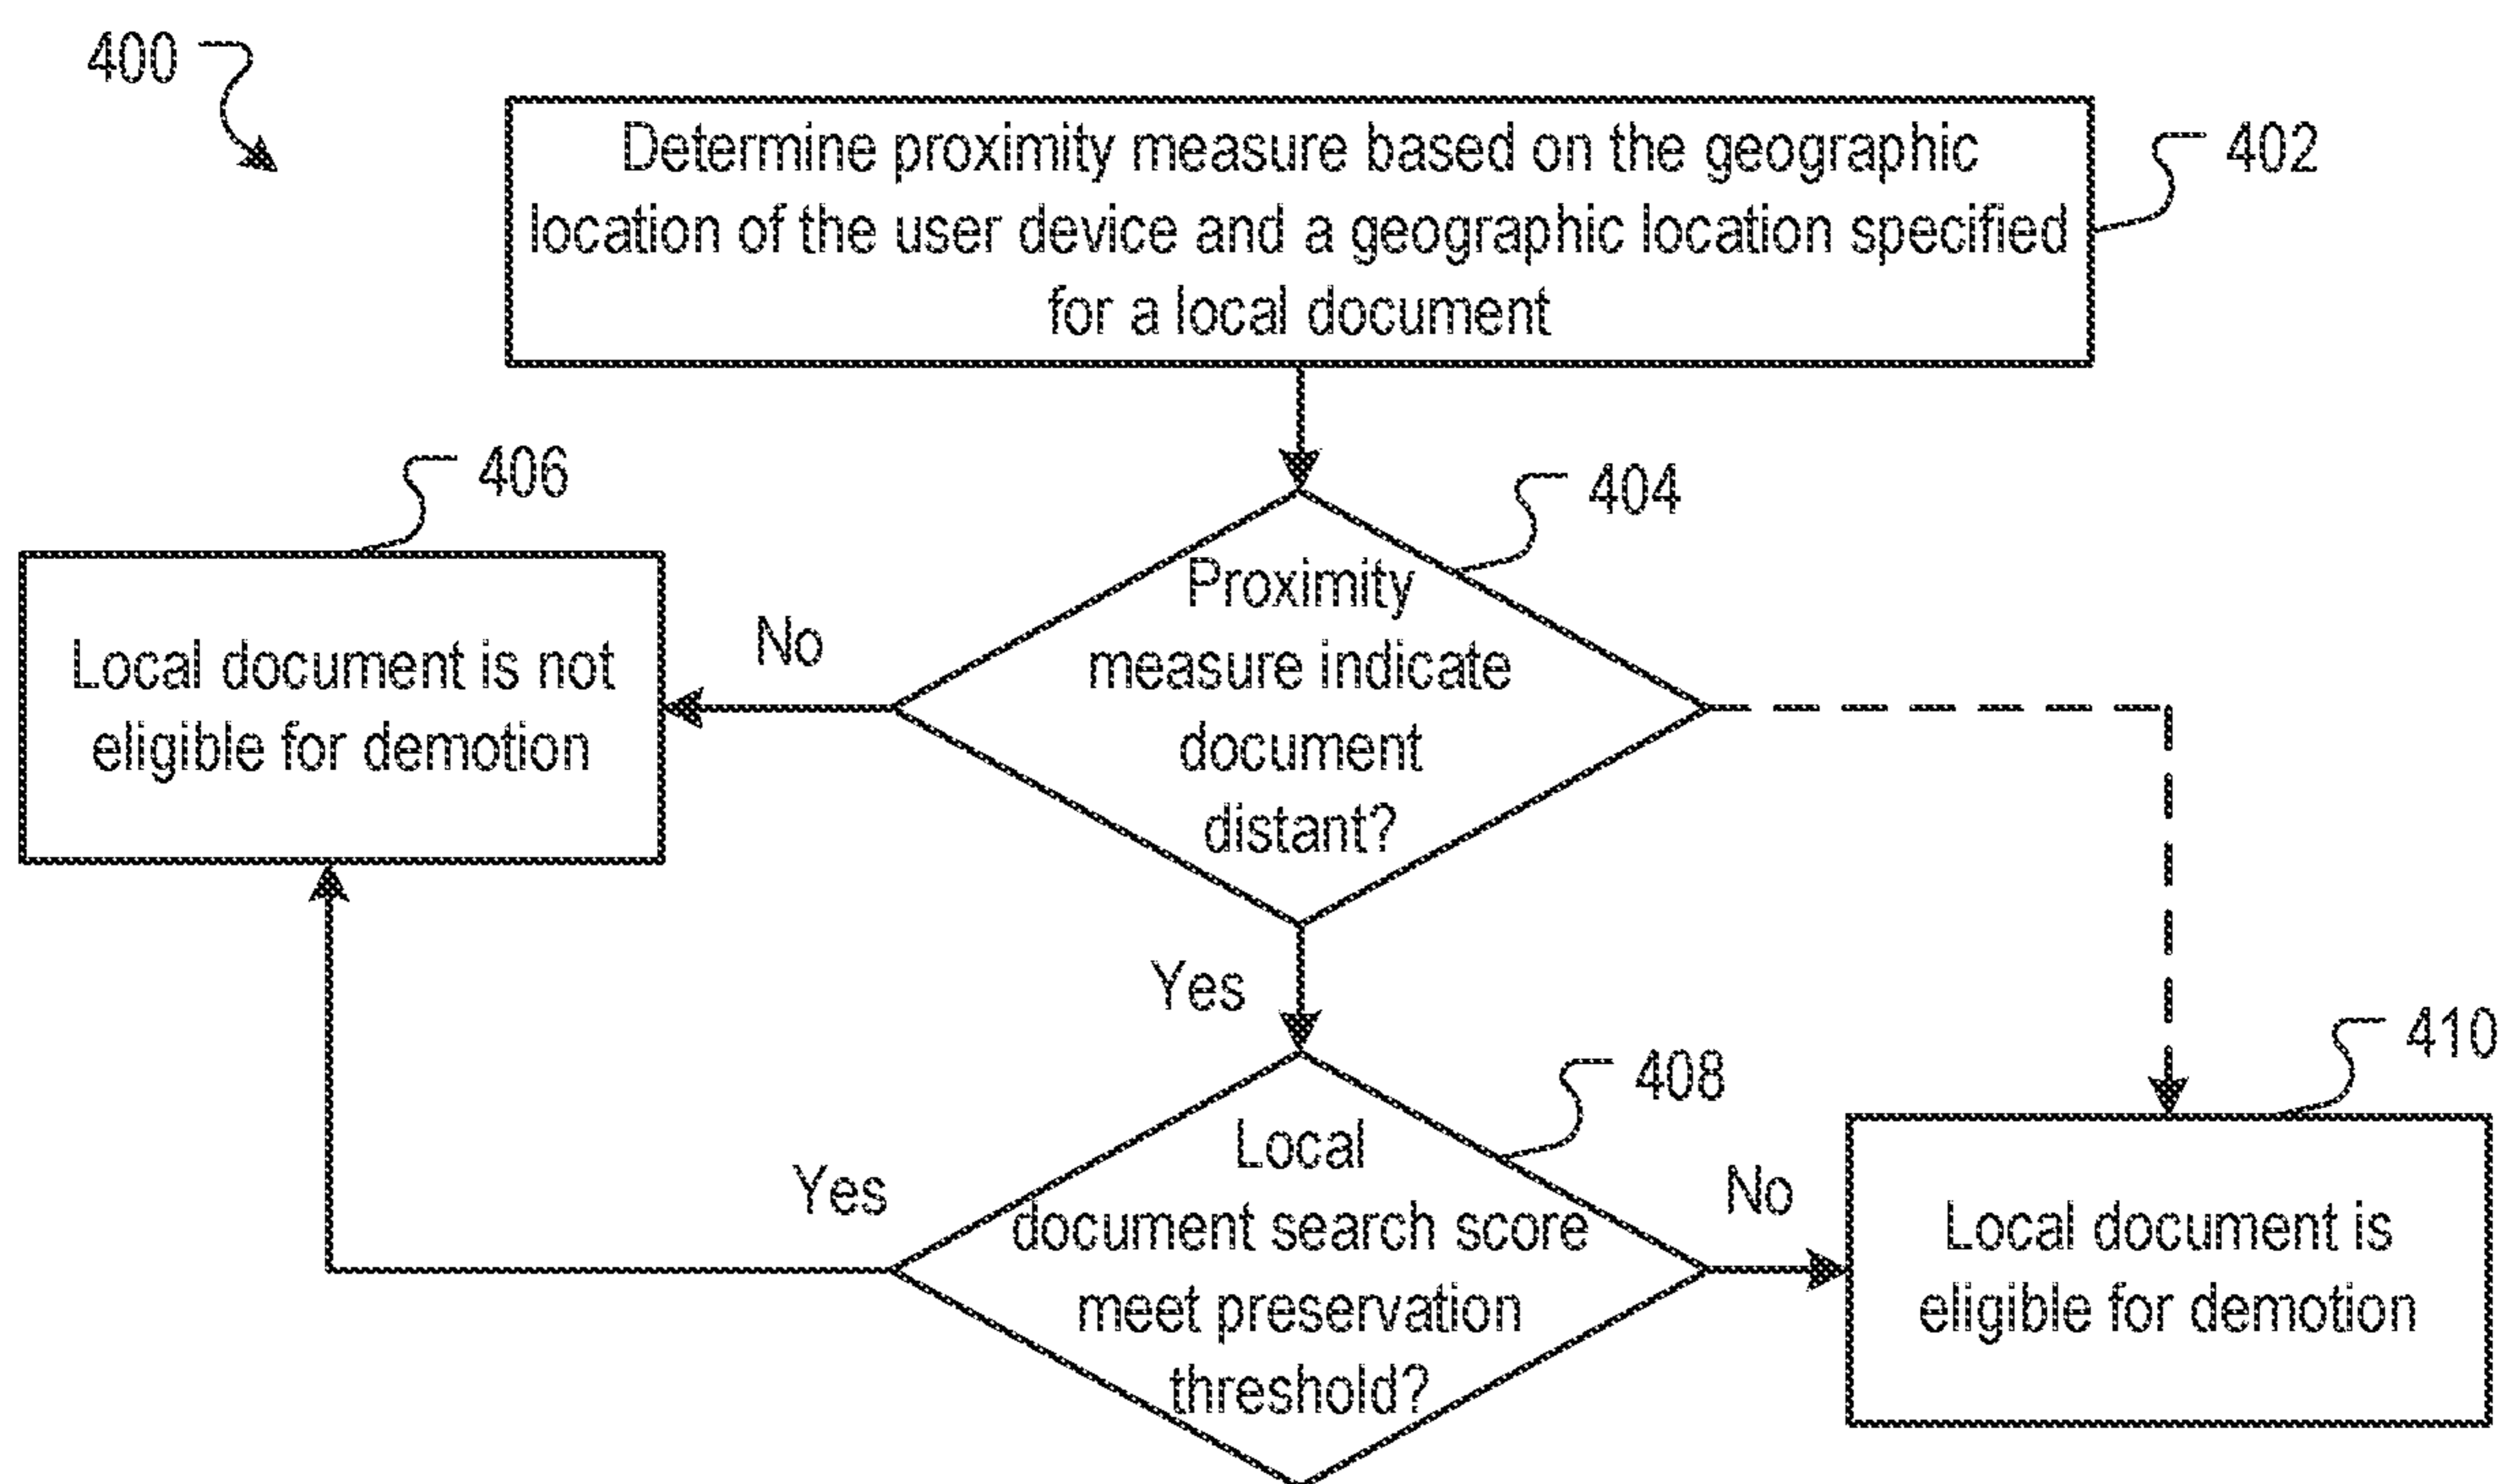 400
Determine proximity measure based on the geographic
location of the user device and a geographic location specified
for a local document
402
406
404
Proximity
measure indicate
document
distant?
No
Local document is not
eligible for demotion
Yes
410
408
Local
document search score
meet preservation
threshold?
Yes
No
Local document is
eligible for demotion